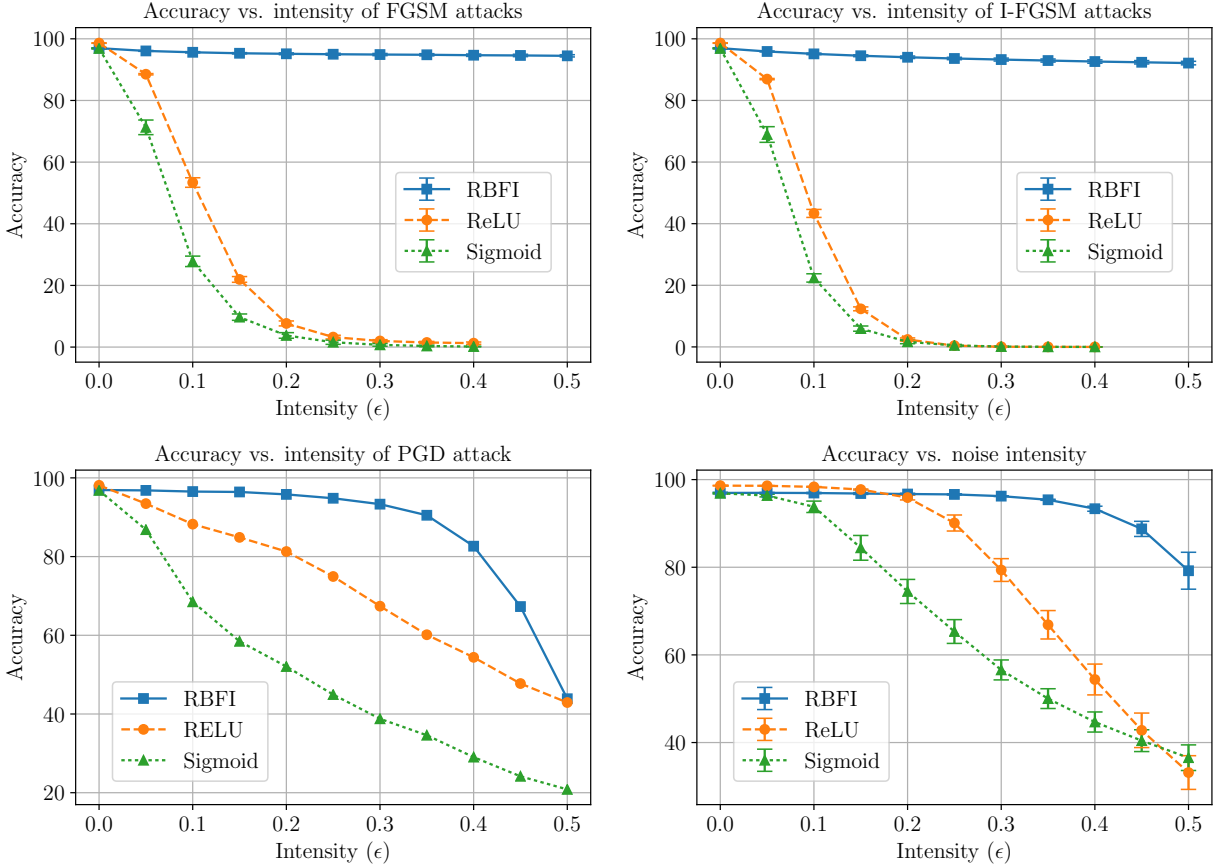 Accuracy vs. intensity of FGSM attacks
100
80
60
40
20
0
Accuracy
RBFI
ReLU
Sigmoid
0.0 0.1 0.2 0.3 0.4 0.5
Intensity (ϵ)
Accuracy vs. intensity of I-FGSM attacks
100
80
60
40
20
0
Accuracy
RBFI
ReLU
Sigmoid
0.0 0.1 0.2 0.3 0.4 0.5
Intensity (ϵ)
Accuracy vs. intensity of PGD attack
100
80
60
40
20
Accuracy
RBFI
RELU
Sigmoid
0.0 0.1 0.2 0.3 0.4 0.5
Intensity (ϵ)
Accuracy vs. noise intensity
100
80
60
40
Accuracy
RBFI
ReLU
Sigmoid
0.0 0.1 0.2 0.3 0.4 0.5
Intensity (ϵ)